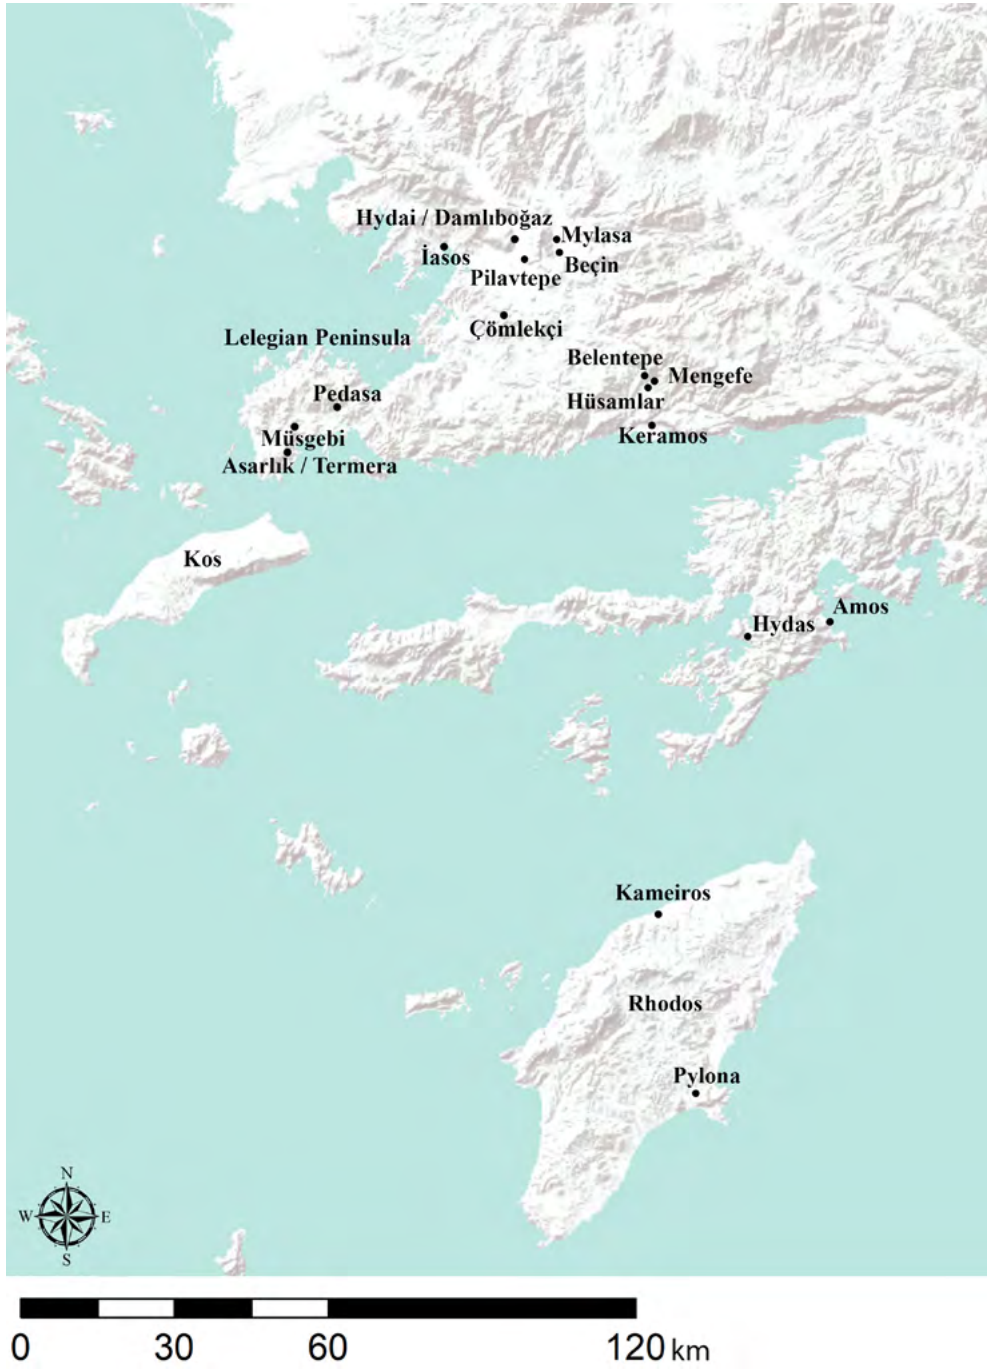 Hydai / Damlıboğaz
Mylasa
İasos
Beçin
Pilavtepe
Çömlekçi
Lelegian Peninsula
Belentepe
Mengefe
Pedasa
Hüsamlar
Müsgebi
Keramos
Asarlık / Termera
Kos
Amos
Hydas
Kameiros
Rhodos
Pylona
N
W E
S
0 30 60 120 km